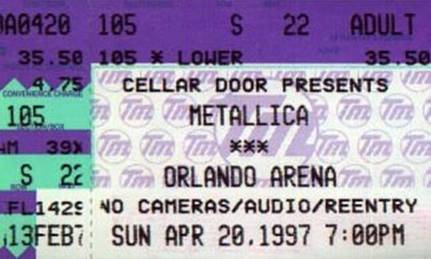 0A0420 105 S 22 ADULT
35.50 105 * LOWER 35.50
4.75 CELLAR DOOR PRESENTS
CONVENIENCE CHARGE
105 METALLICA
39X ***
S 22 ORLANDO ARENA
FL1429 NO CAMERAS/AUDIO/REENTRY
13FEB7 SUN APR 20,1997 7:00PM